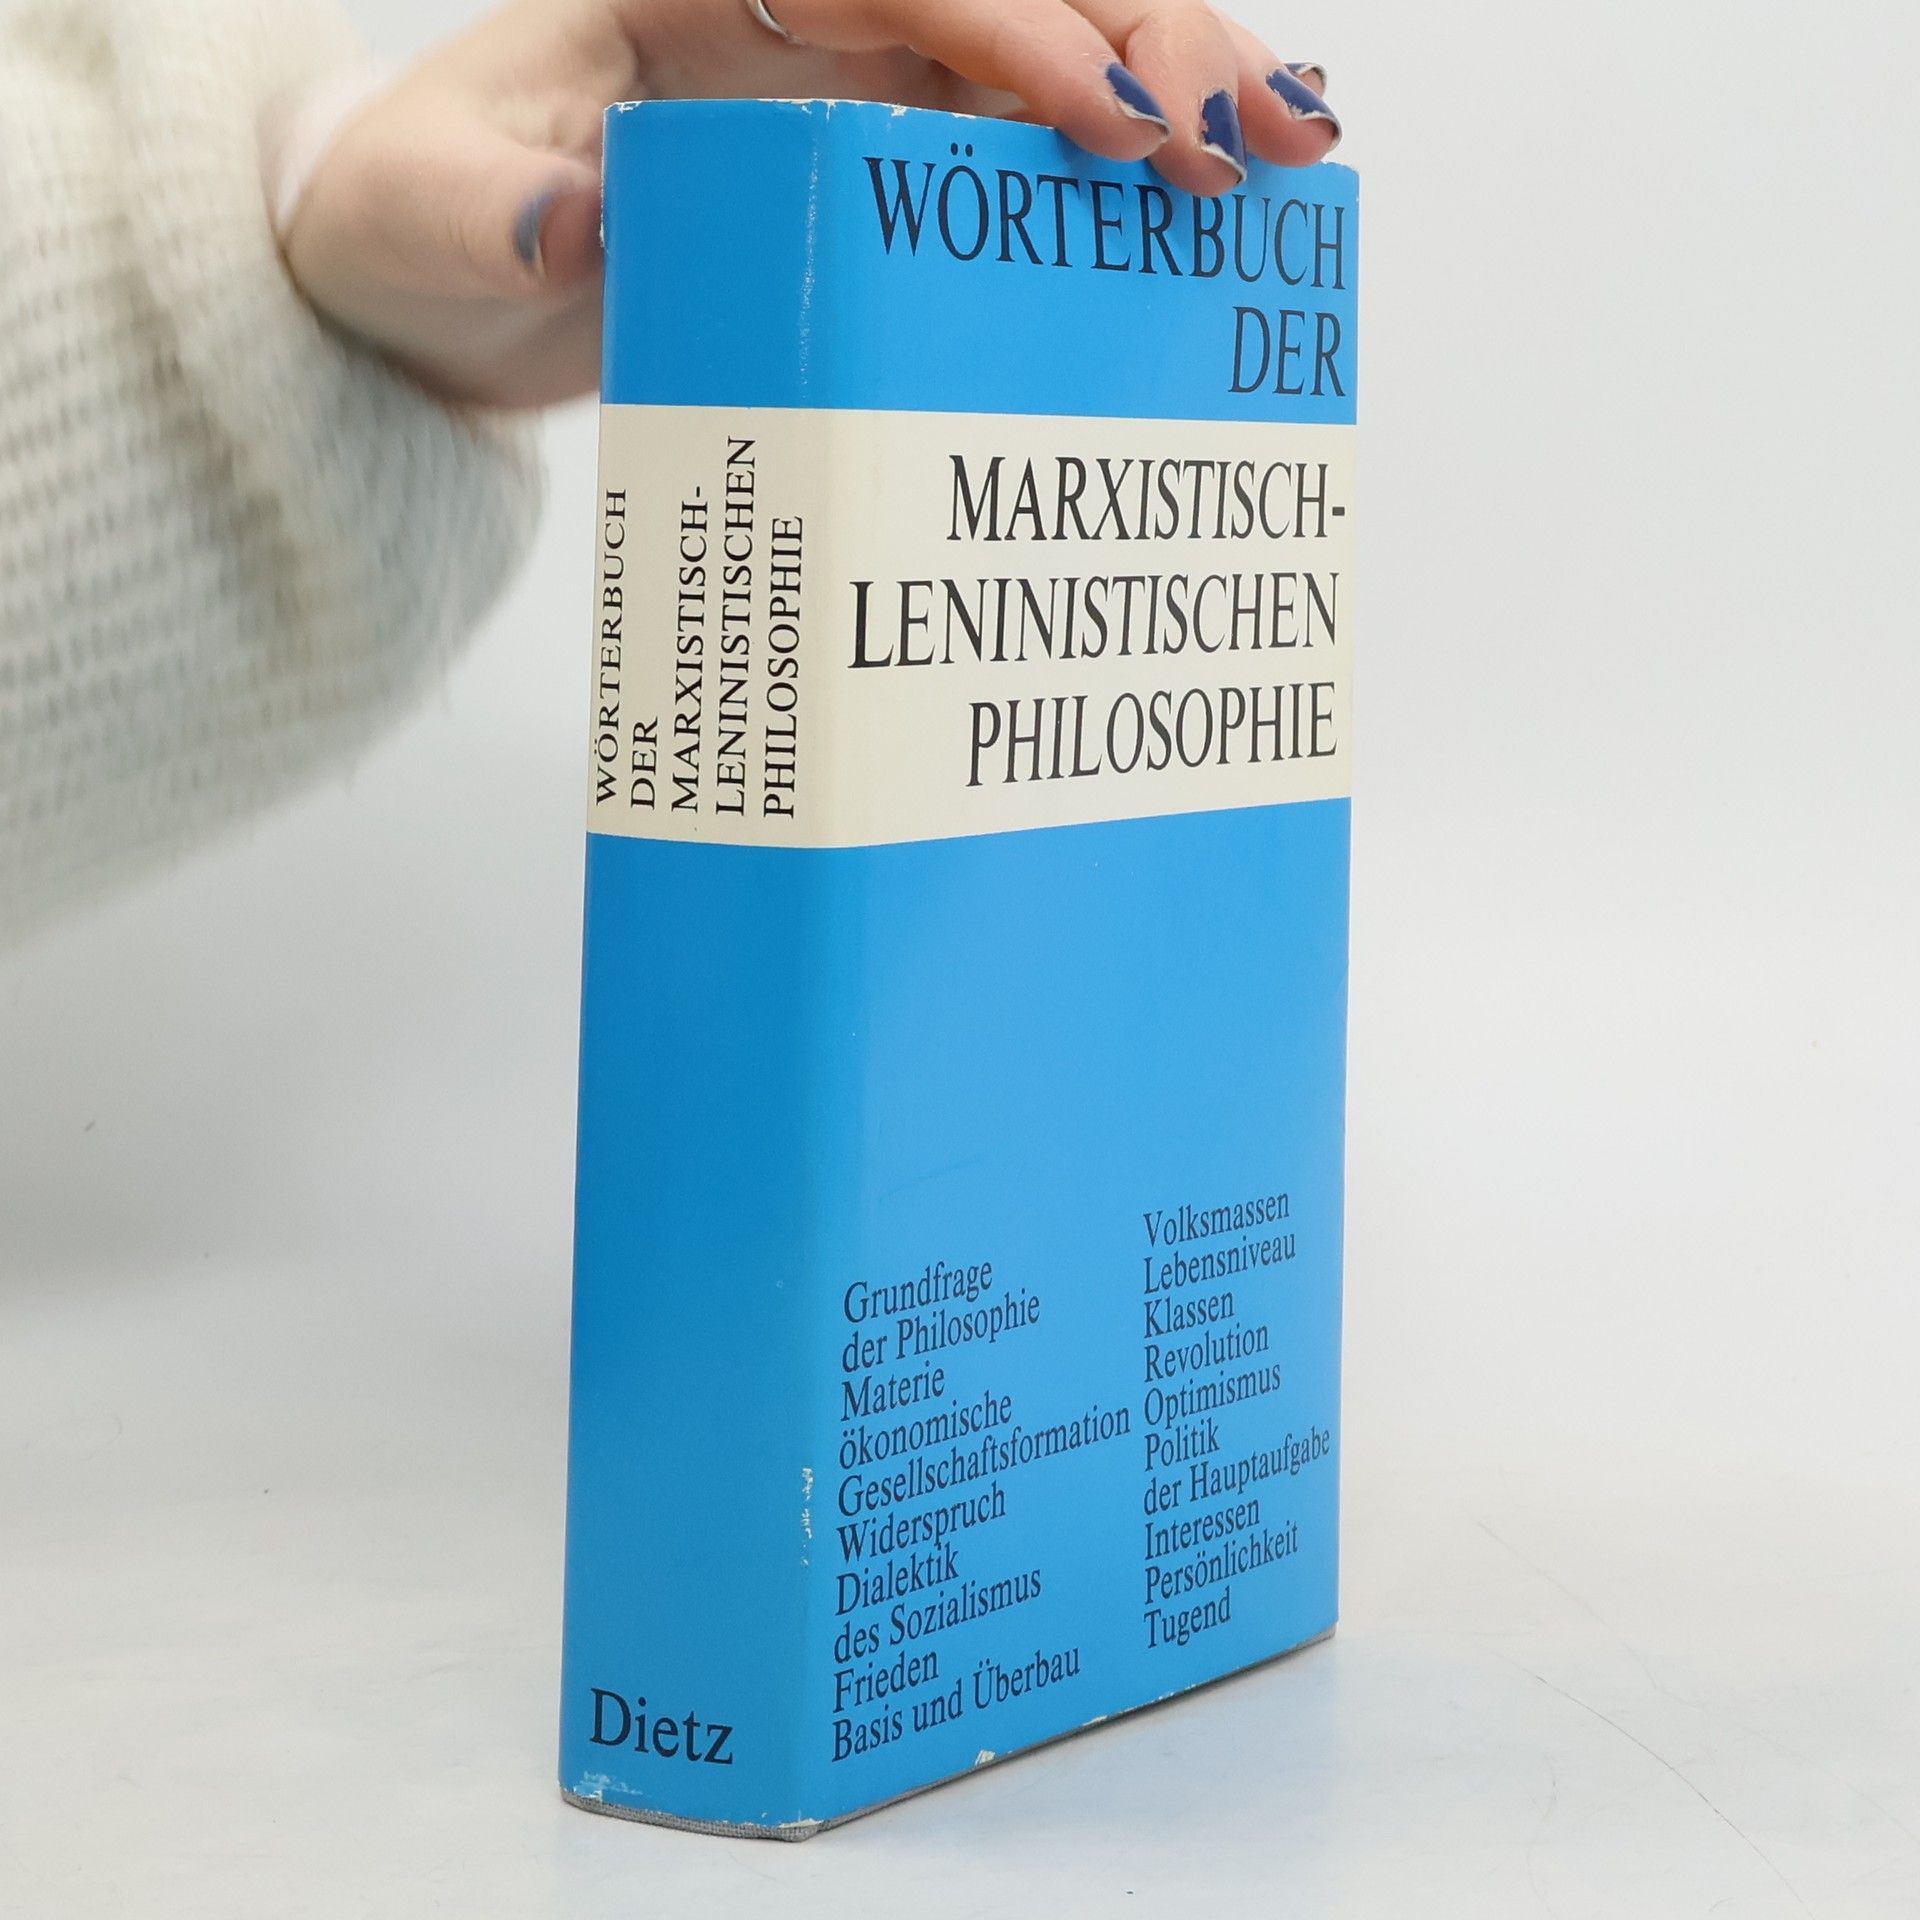 WÖRTERBUCH
DER
MARXISTISCH-
LENINISTISCHEN
PHILOSOPHIE
WÖRTERBUCH
DER
MARXISTISCH-
LENINISTISCHEN
PHILOSOPHIE
Grundfrage
der Philosophie
Materie
ökonomische
Gesellschaftsformation
Widerspruch
Dialektik
des Sozialismus
Frieden
Basis und Überbau
Volksmassen
Lebensniveau
Klassen
Revolution
Optimismus
Politik
der Hauptaufgabe
Interessen
Persönlichkeit
Tugend
Dietz